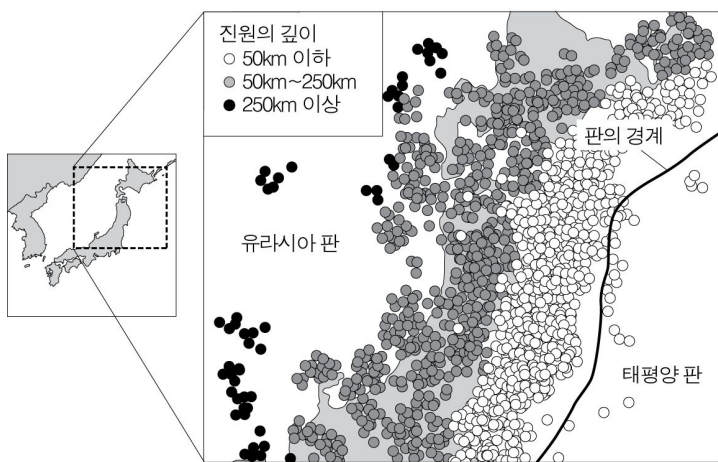 진원의 깊이
50km 이하
50km~250km
250km 이상
판의 경계
유라시아 판
태평양 판